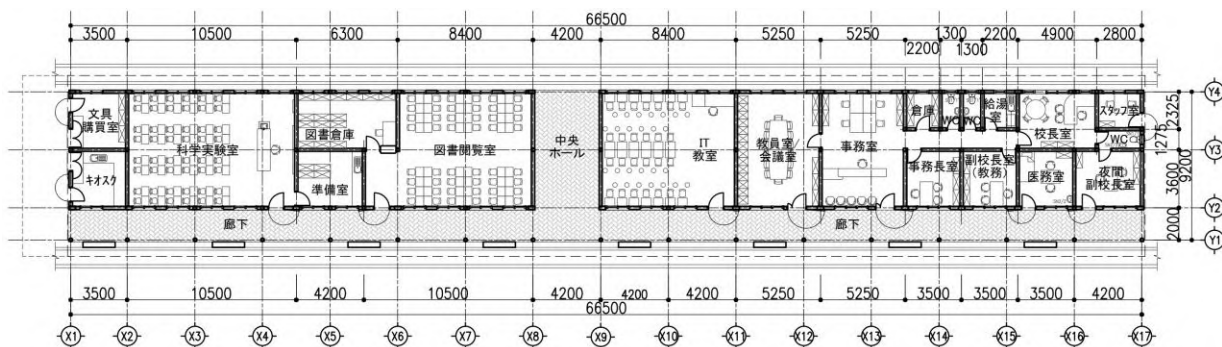 66500
3500 10500 6300 8400 4200 8400 5250 5250 1300 2200 4900 2800
2200 1300
文具
購買室
キオスク
科学実験室
図書倉庫
準備室
図書閲覧室
中央
ホール
IT
教室
教員室
会議室
事務室
倉庫
WC
WC
給湯
室
校長室
スタッフ室
WC
事務長室
副校長室
(教務)
医務室
夜間
副校長室
廊下
廊下
Y4
Y3
Y2
Y1
2325
1275
3600
2000
9200
3500 10500 4200 10500 4200 4200 4200 5250 5250 3500 3500 3500 4200
66500
X1 X2 X3 X4 X5 X6 X7 X8 X9 X10 X11 X12 X13 X14 X15 X16 X17